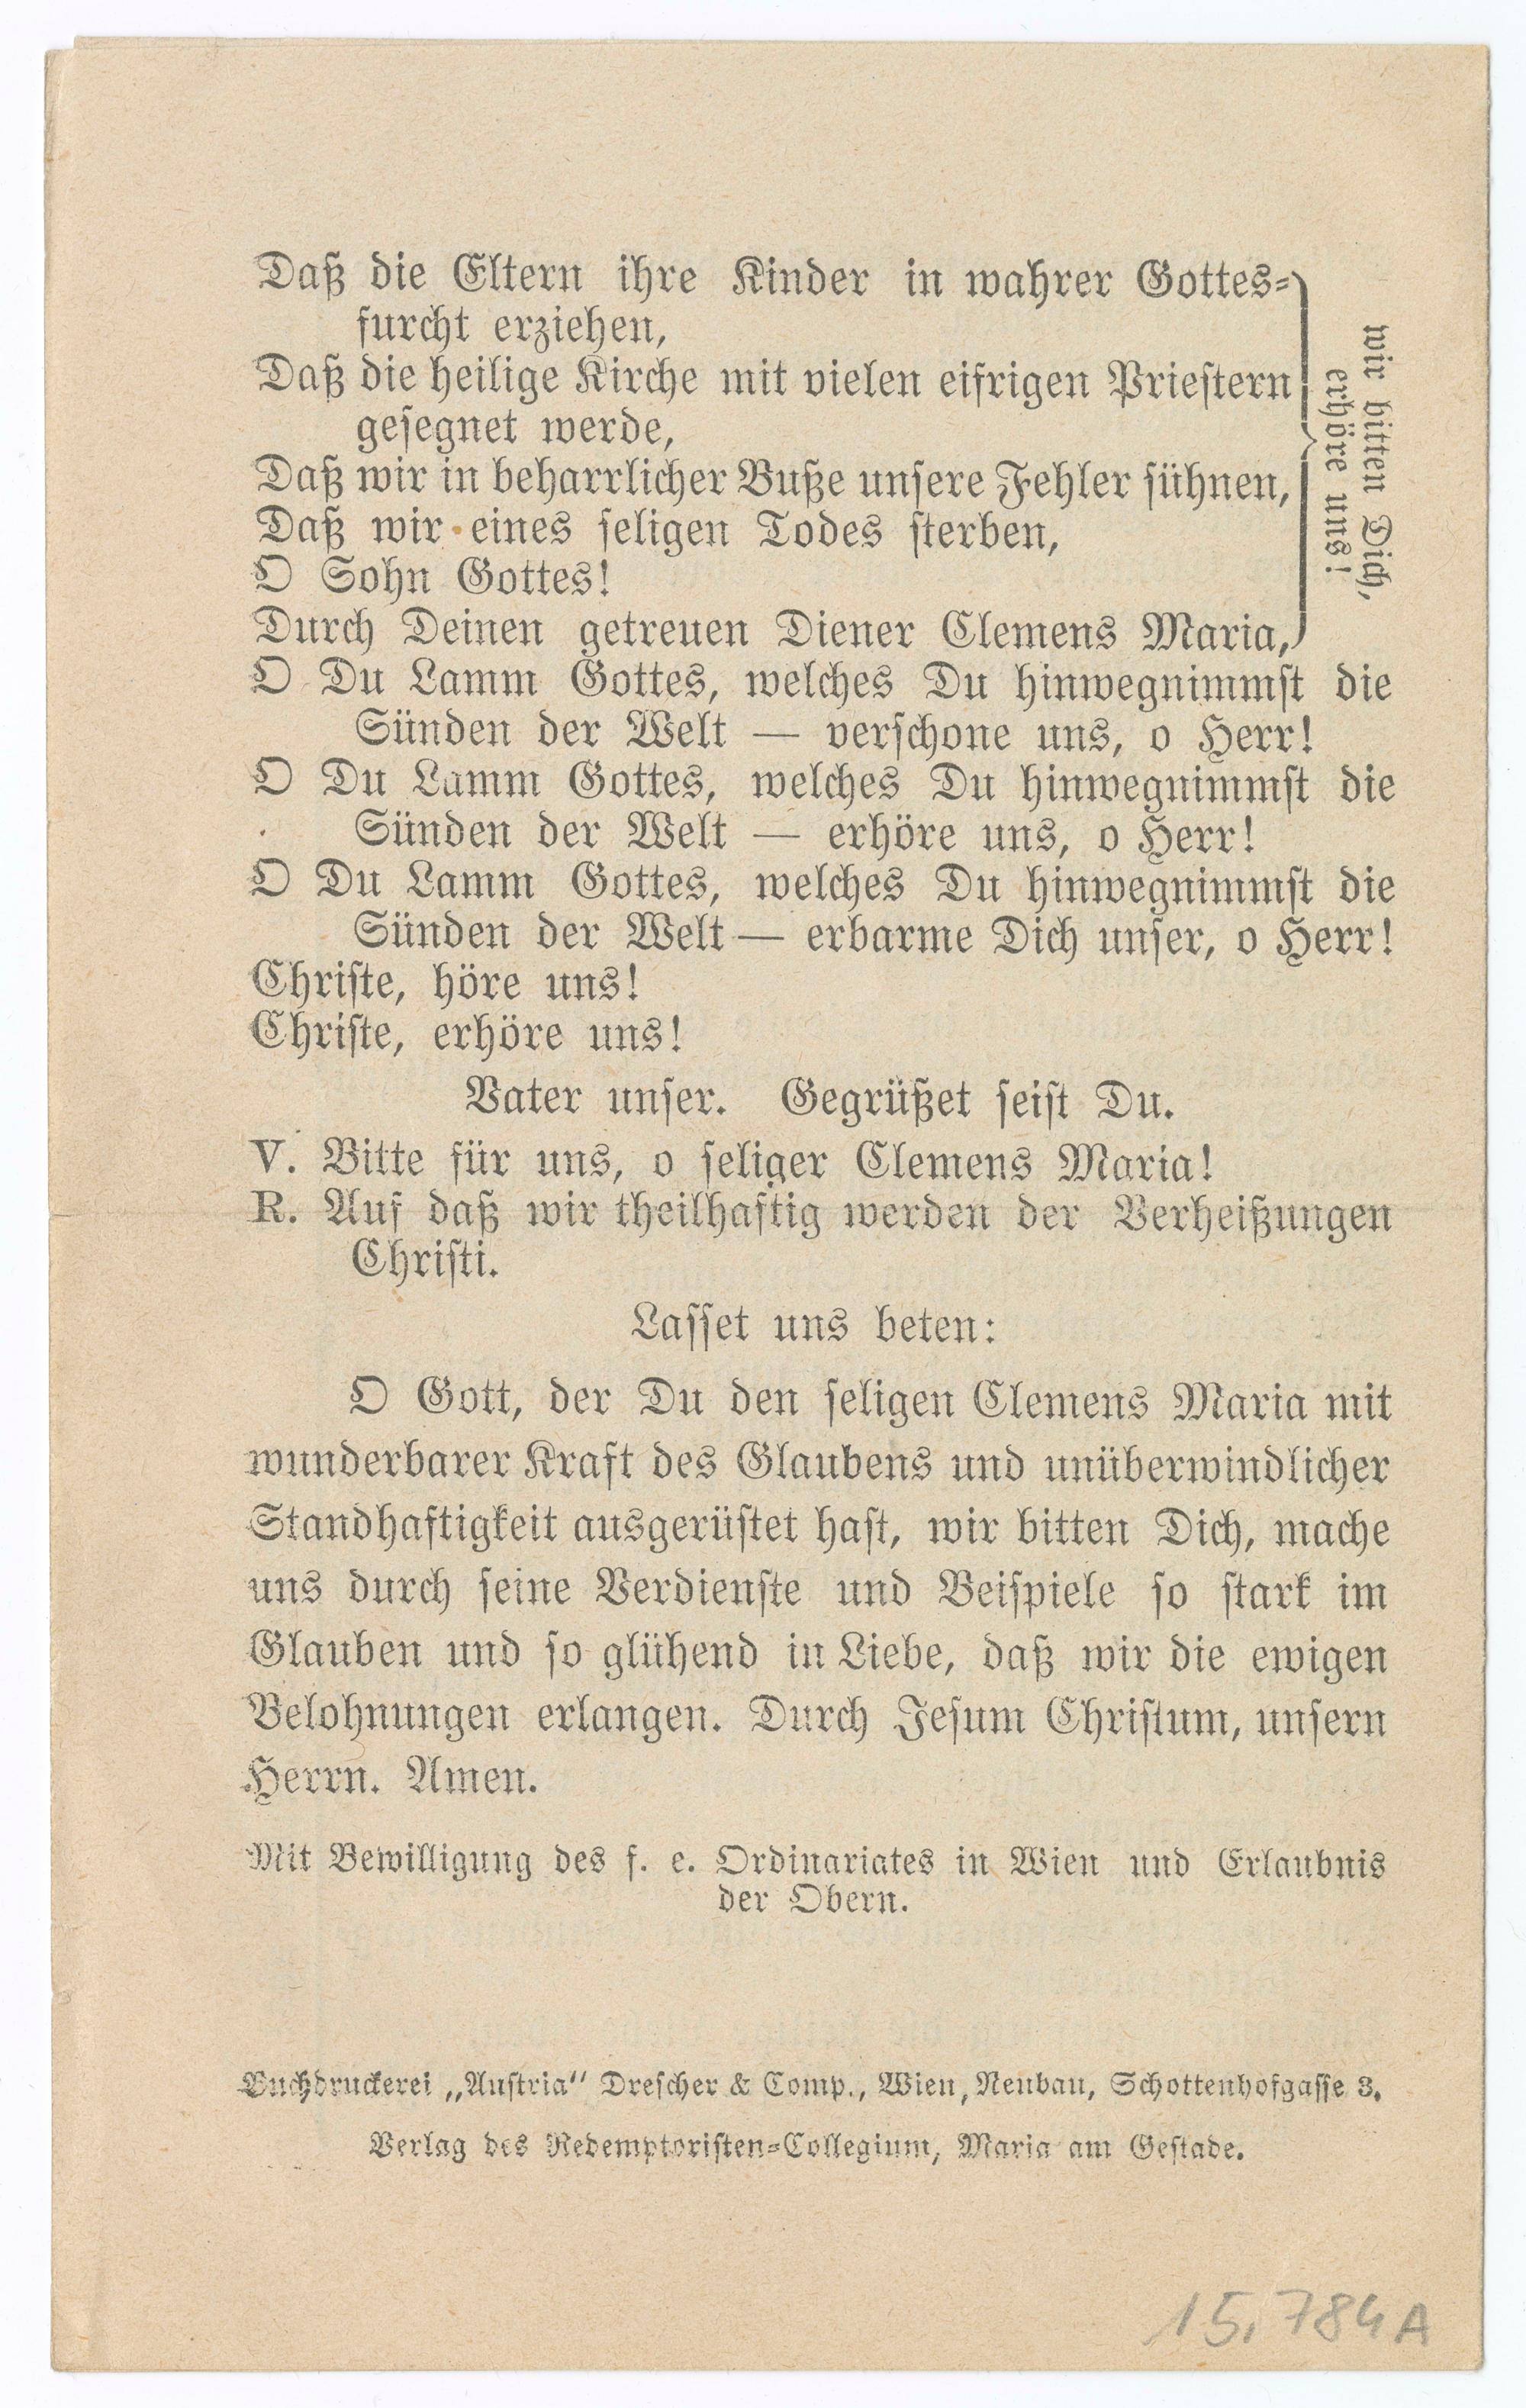 Daß die Eltern ihre Kinder in wahrer Gottes-
furcht erziehen,
Daß die heilige Kirche mit vielen eifrigen Priestern
gesegnet werde,
Daß wir in beharrlicher Buße unsere Fehler sühnen,
Daß wir eines seligen Todes sterben,
O Sohn Gottes!
Durch Deinen getreuen Diener Clemens Maria,
wir bitten Dich,
erhöre uns!
O Du Lamm Gottes, welches Du hinwegnimmst die
Sünden der Welt — verschone uns, o Herr!
O Du Lamm Gottes, welches Du hinwegnimmst die
Sünden der Welt — erhöre uns, o Herr!
O Du Lamm Gottes, welches Du hinwegnimmst die
Sünden der Welt — erbarme Dich unser, o Herr!
Christe, höre uns!
Christe, erhöre uns!
Vater unser. Gegrüßet seist Du.
V. Bitte für uns, o seliger Clemens Maria!
R. Auf daß wir theilhaftig werden der Verheißungen
Christi.
Lasset uns beten:
O Gott, der Du den seligen Clemens Maria mit
wunderbarer Kraft des Glaubens und unüberwindlicher
Standhaftigkeit ausgerüstet hast, wir bitten Dich, mache
uns durch seine Verdienste und Beispiele so stark im
Glauben und so glühend in Liebe, daß wir die ewigen
Belohnungen erlangen. Durch Jesum Christum, unsern
Herrn. Amen.
Mit Bewilligung des f. e. Ordinariates in Wien und Erlaubnis
der Obern.
Buchdruckerei „Austria“ Drescher & Comp., Wien, Neubau, Schottenhofgasse 3.
Verlag des Redemptoristen-Collegium, Maria am Gestade.
15,784 A